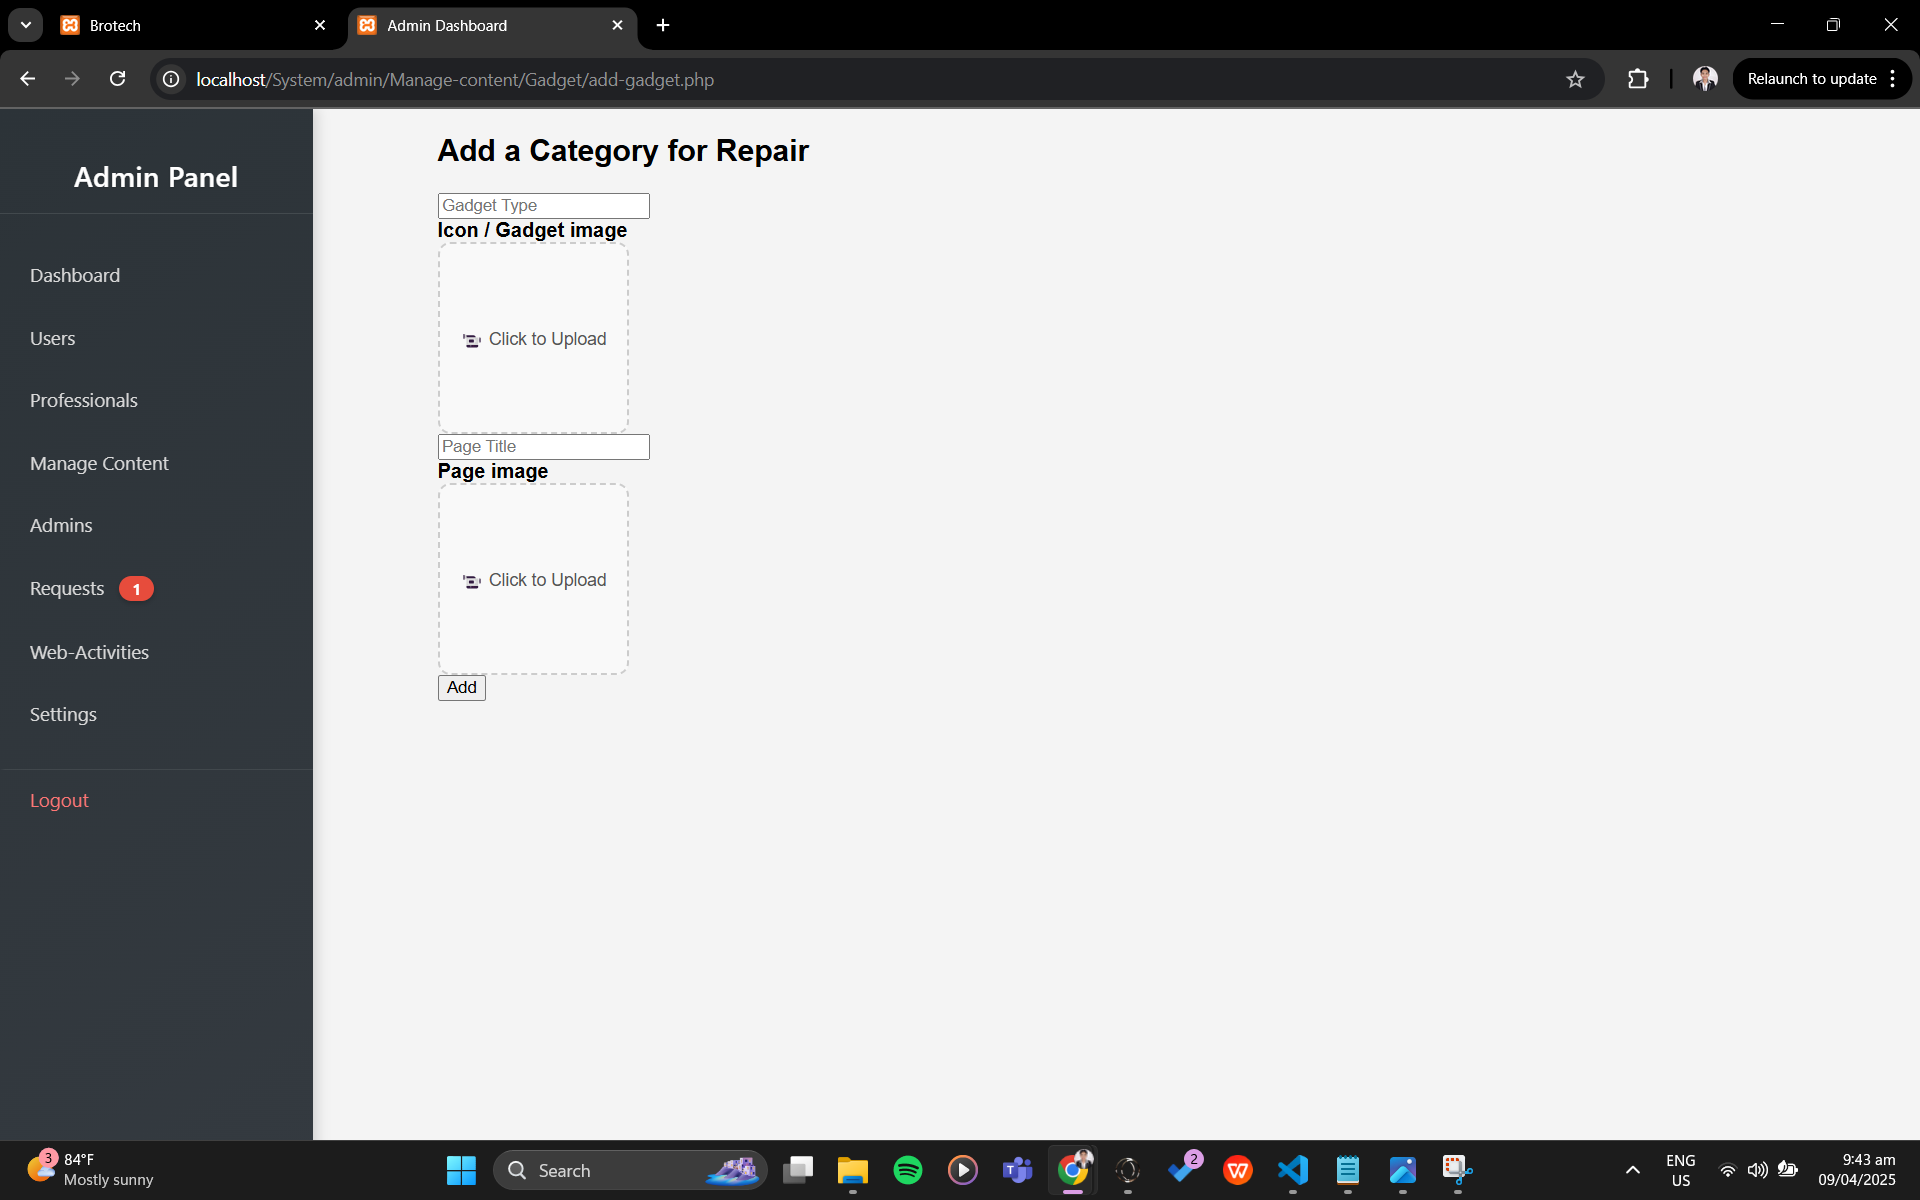 Brotech
Admin Dashboard
localhost/System/admin/Manage-content/Gadget/add-gadget.php
Relaunch to update
Admin Panel
Dashboard
Users
Professionals
Manage Content
Admins
Requests 1
Web-Activities
Settings
Logout
Add a Category for Repair
Gadget Type
Icon / Gadget image
Click to Upload
Page Title
Page image
Click to Upload
Add
3
84°F
Mostly sunny
Search
T
2
W
ENG
US
9:43 am
09/04/2025